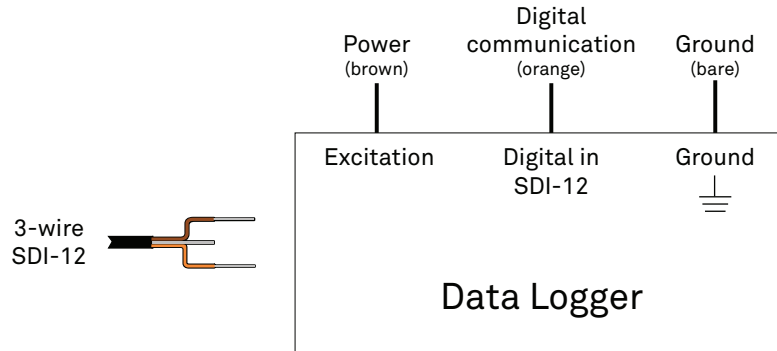 Power
(brown)
Digital
communication
(orange)
Ground
(bare)
Excitation
Digital in
SDI-12
Ground
3-wire
SDI-12
Data Logger